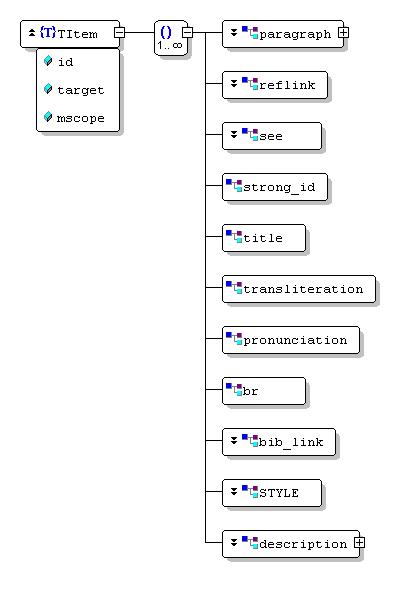 {T} TItem
id
target
mscope
()
1..∞
paragraph
reflink
see
strong_id
title
transliteration
pronunciation
br
bib_link
STYLE
description